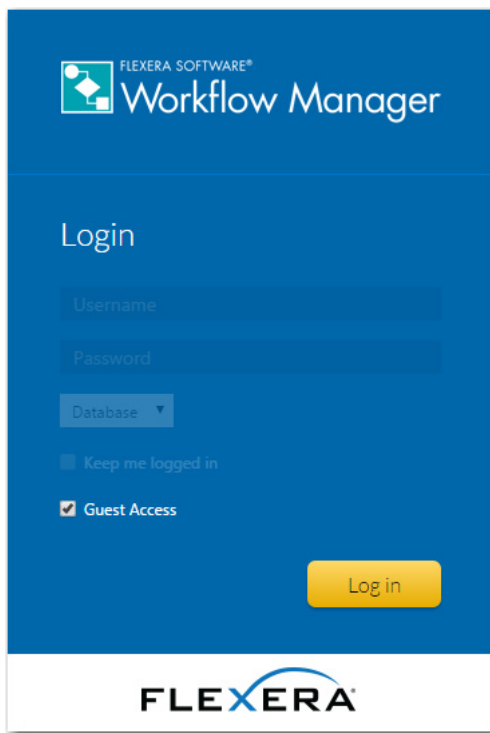 FLEXERA SOFTWARE®
Workflow Manager
Login
Username
Password
Database
Keep me logged in
Guest Access
Log in
FLEXERA